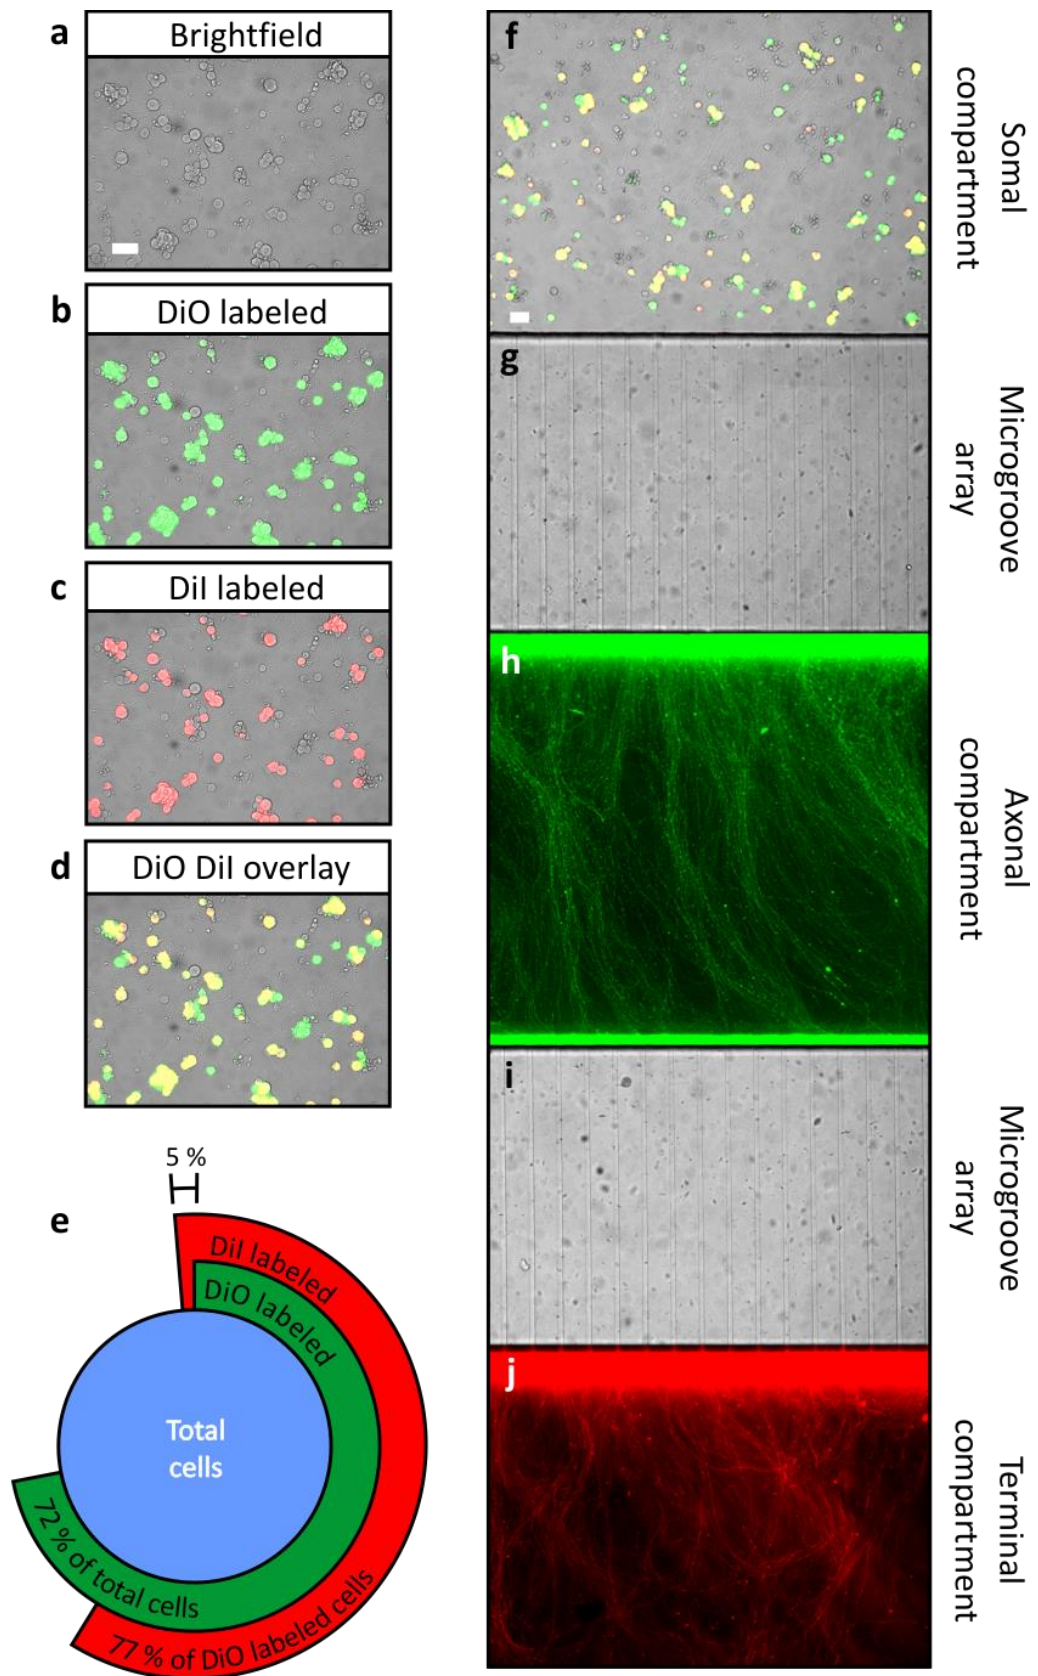 a
Brightfield
b
DiO labeled
c
DiI labeled
d
DiO DiI overlay
5 %
e
DiI labeled
DiO labeled
Total
cells
72 % of total cells
77 % of DiO labeled cells
f
Somal
compartment
g
Microgroove
array
h
Axonal
compartment
i
Microgroove
array
j
Terminal
compartment